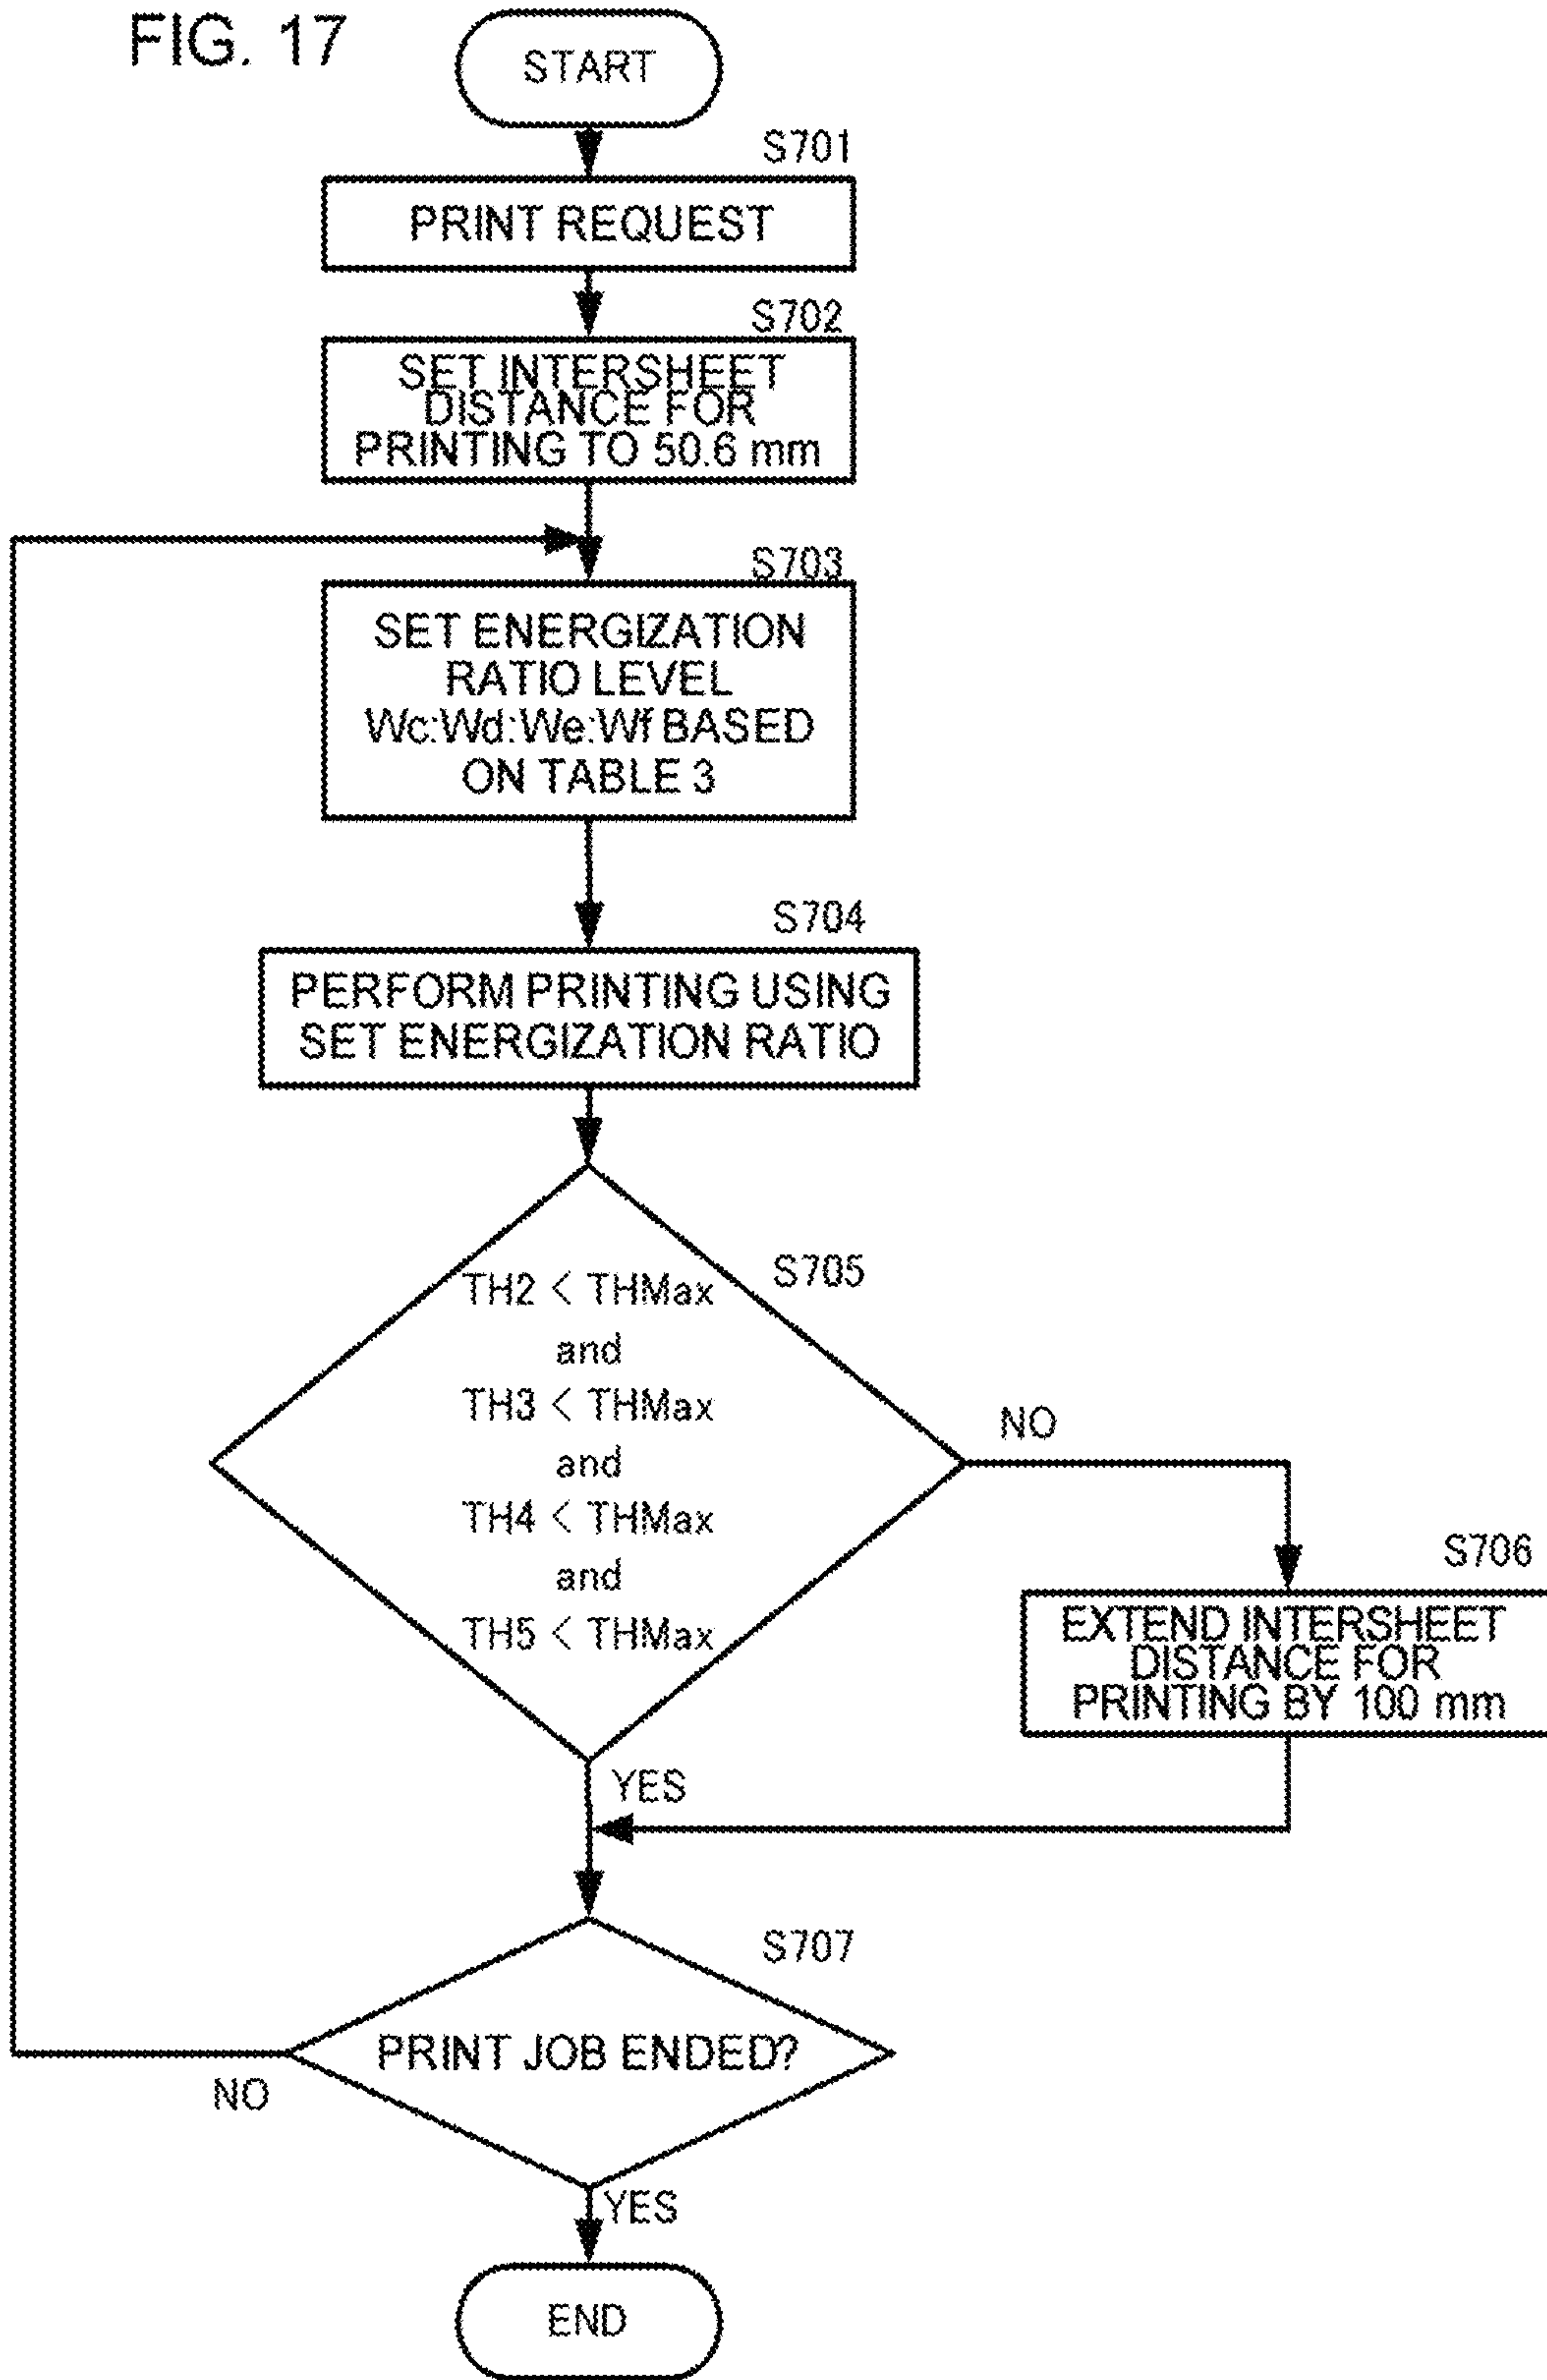 FIG. 17
START
S701
PRINT REQUEST
S702
SET INTERSHEET
DISTANCE FOR
PRINTING TO 50.6 mm
S703
SET ENERGIZATION
RATIO LEVEL
Wc:Wd:We:Wf BASED
ON TABLE 3
S704
PERFORM PRINTING USING
SET ENERGIZATION RATIO
S705
TH2 < THMax
and
TH3 < THMax
and
TH4 < THMax
and
TH5 < THMax
NO
S706
EXTEND INTERSHEET
DISTANCE FOR
PRINTING BY 100 mm
YES
S707
PRINT JOB ENDED?
NO
YES
END